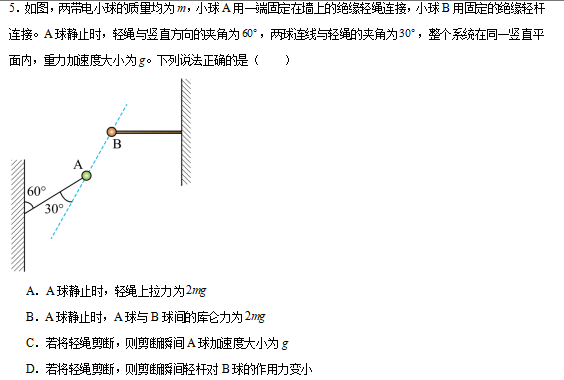 5. 如图，两带电小球的质量均为m，小球A用一端固定在墙上的绝缘轻绳连接，小球B用固定的绝缘轻杆
连接。A球静止时，轻绳与竖直方向的夹角为60°，两球连线与轻绳的夹角为30°，整个系统在同一竖直平
面内，重力加速度大小为g。下列说法正确的是（　　）
B
A
60°
30°
A. A球静止时，轻绳上拉力为2mg
B. A球静止时，A球与B球间的库仑力为2mg
C. 若将轻绳剪断，则剪断瞬间A球加速度大小为g
D. 若将轻绳剪断，则剪断瞬间轻杆对B球的作用力变小